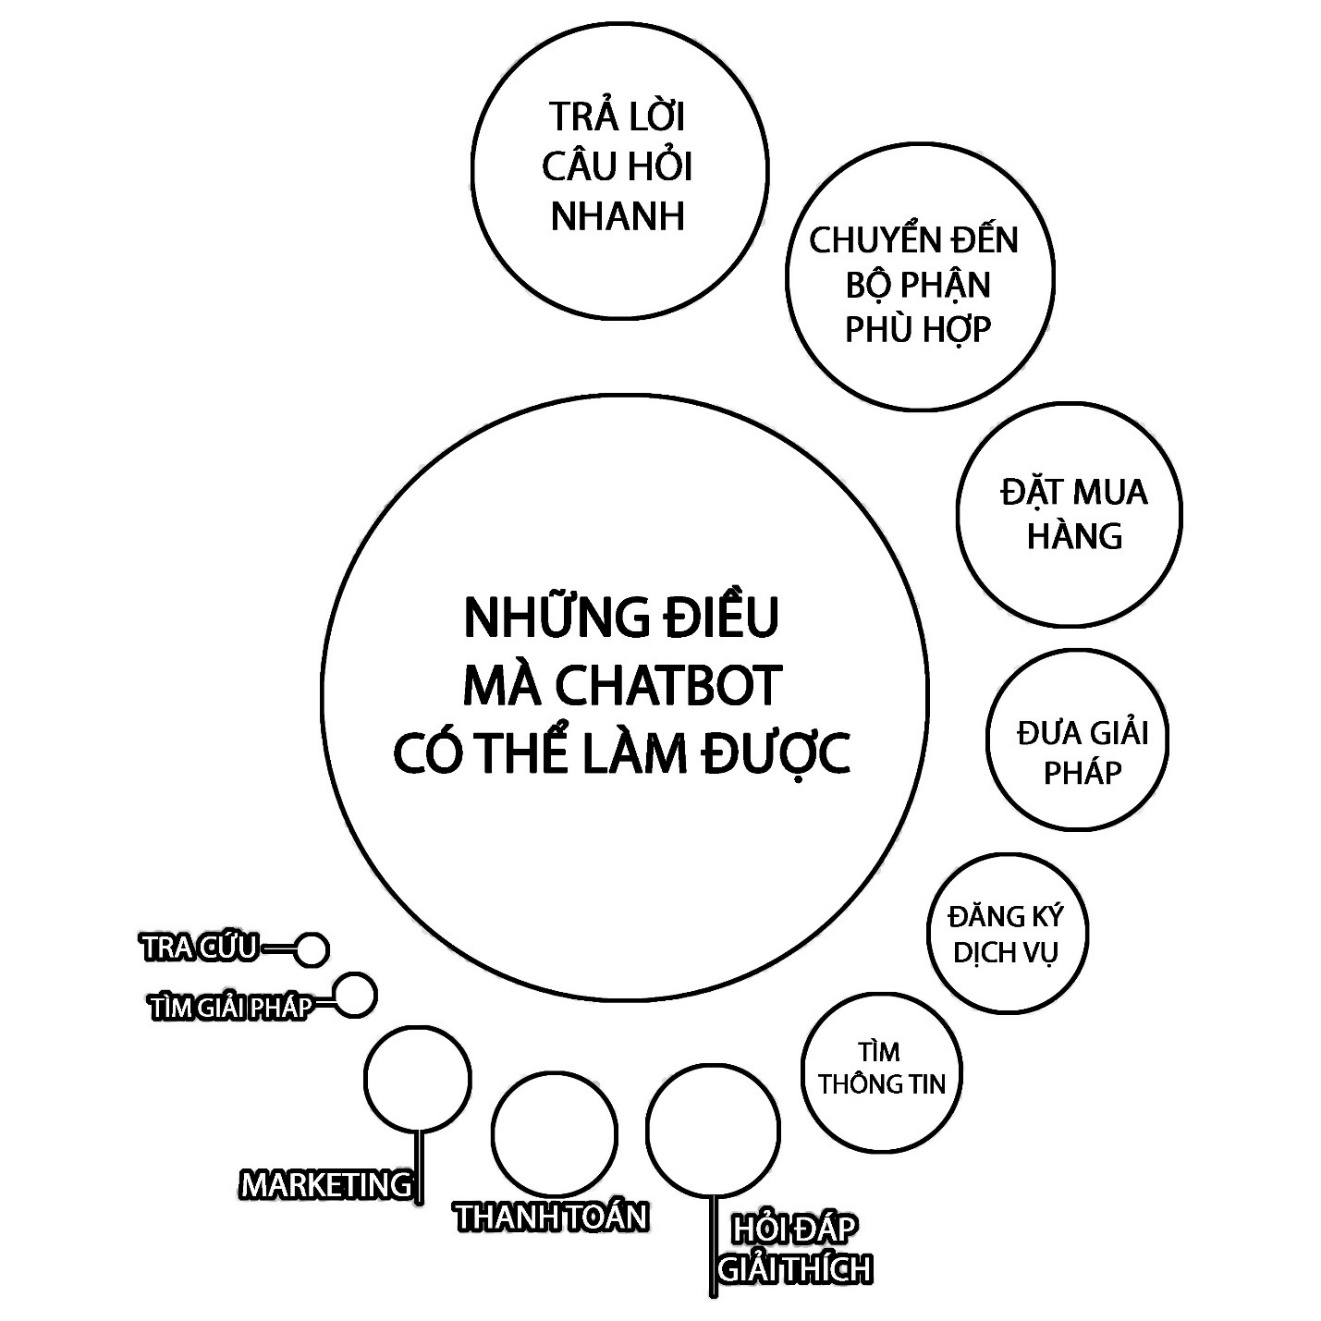 TRẢ LỜI
CÂU HỎI
NHANH
CHUYỂN ĐẾN
BỘ PHẬN
PHÙ HỢP
ĐẶT MUA
HÀNG
NHỮNG ĐIỀU
MÀ CHATBOT
CÓ THỂ LÀM ĐƯỢC
ĐƯA GIẢI
PHÁP
ĐĂNG KÝ
DỊCH VỤ
TÌM
THÔNG TIN
HỎI ĐÁP
GIẢI THÍCH
THANH TOÁN
MARKETING
TÌM GIẢI PHÁP
TRA CỨU